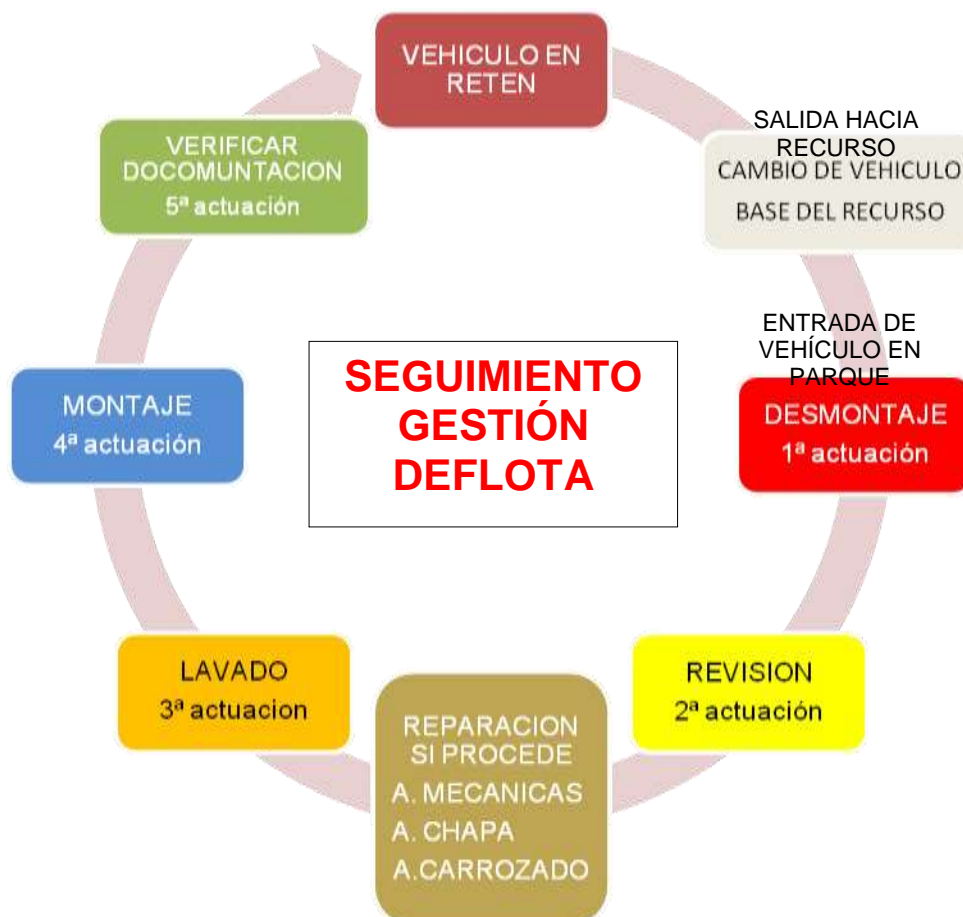 VEHICULO EN
RETEN
SALIDA HACIA
RECURSO
CAMBIO DE VEHICULO
BASE DEL RECURSO
ENTRADA DE
VEHÍCULO EN
PARQUE
DESMONTAJE
1ª actuación
REVISION
2ª actuación
REPARACION
SI PROCEDE
A. MECANICAS
A. CHAPA
A.CARROZADO
LAVADO
3ª actuacion
MONTAJE
4ª actuación
VERIFICAR
DOCOMUNTACION
5ª actuación
SEGUIMIENTO
GESTIÓN
DEFLOTA